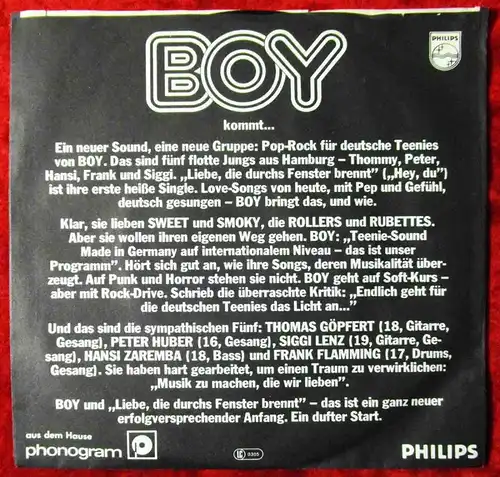 BOY
PHILIPS
kommt...
Ein neuer Sound, eine neue Gruppe: Pop-Rock für deutsche Teenies
von BOY. Das sind fünf flotte Jungs aus Hamburg – Thommy, Peter,
Hansi, Frank und Siggi. „Liebe, die durchs Fenster brennt” („Hey, du”)
ist ihre erste heiße Single. Love-Songs von heute, mit Pep und Gefühl,
deutsch gesungen – BOY bringt das, und wie.
Klar, sie lieben SWEET und SMOKY, die ROLLERS und RUBETTES.
Aber sie wollen ihren eigenen Weg gehen. BOY: „Teenie-Sound
Made in Germany auf internationalem Niveau – das ist unser
Programm”. Hört sich gut an, wie ihre Songs, deren Musikalität über-
zeugt. Auf Punk und Horror stehen sie nicht. BOY geht auf Soft-Kurs –
aber mit Rock-Drive. Schrieb die überraschte Kritik: „Endlich geht für
die deutschen Teenies das Licht an...”
Und das sind die sympathischen Fünf: THOMAS GÖPFERT (18, Gitarre,
Gesang), PETER HUBER (16, Gesang), SIGGI LENZ (19, Gitarre, Ge-
sang), HANSI ZAREMBA (18, Bass) und FRANK FLAMMING (17, Drums,
Gesang). Sie haben hart gearbeitet, um einen Traum zu verwirklichen:
„Musik zu machen, die wir lieben”.
BOY und „Liebe, die durchs Fenster brennt” – das ist ein ganz neuer
erfolgversprechender Anfang. Ein dufter Start.
aus dem Hause
phonogram
LC
0305
PHILIPS